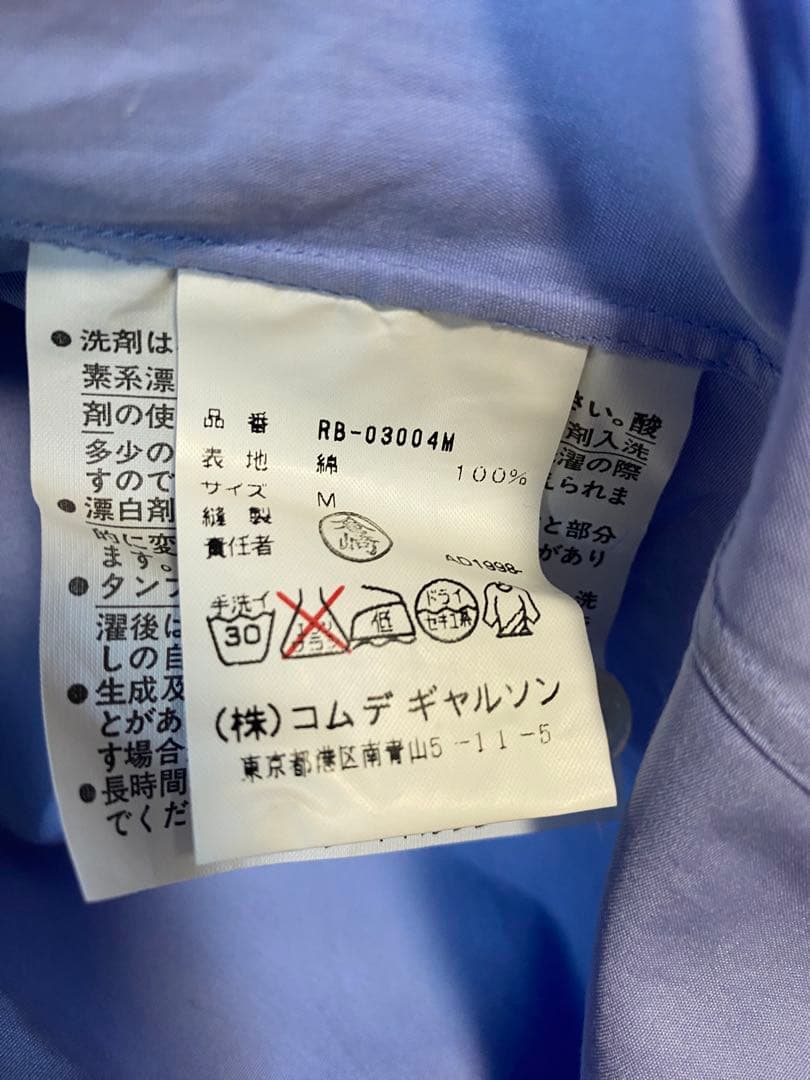 品番 RB-03004M
表地 綿 100%
サイズ M
縫製
責任者
AD1998
手洗イ 30 低 ドライ セキユ系
(株)コムデギャルソン
東京都港区南青山5-11-5
● 洗剤は
素系漂
剤の使
多少の
すので
● 漂白剤
的に変
ます。
● タンブ
濯後は
しの自
● 生成及
とがあ
す場合
● 長時間
でくだ
さい。酸
剤入洗
濯の際
えられま
と部分
があり
洗